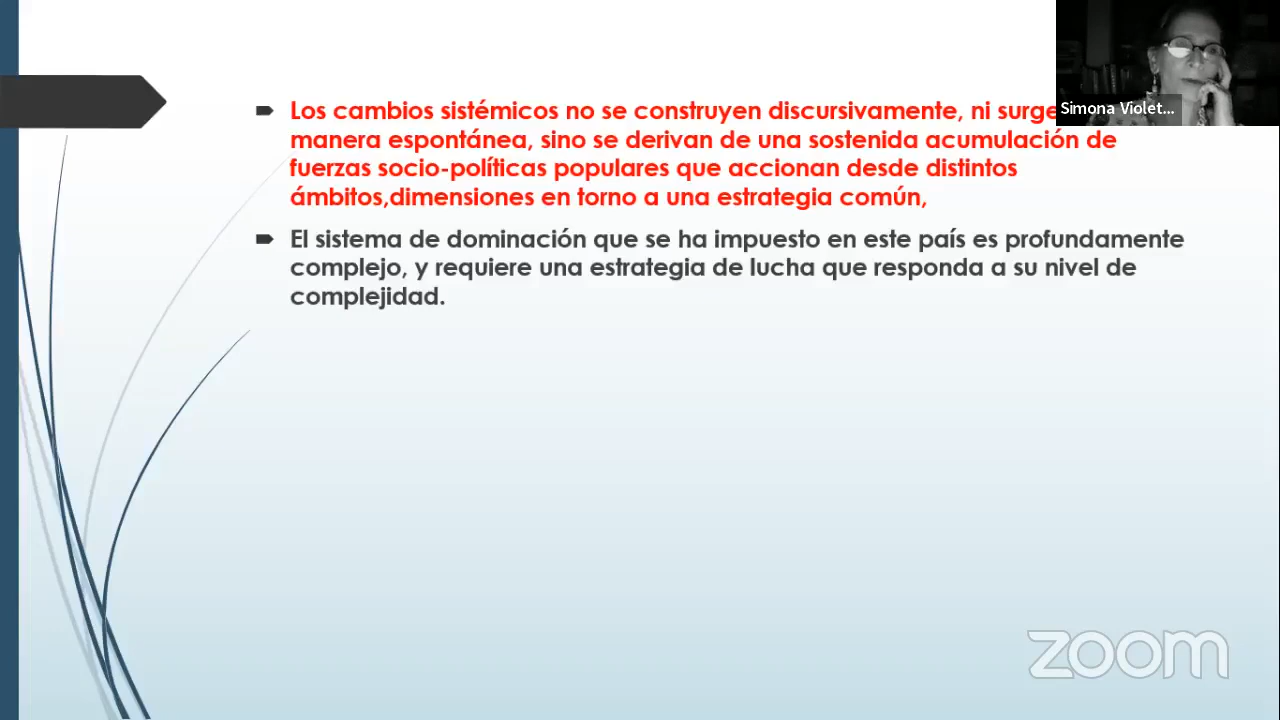 Los cambios sistémicos no se construyen discursivamente, ni surge
manera espontánea, sino se derivan de una sostenida acumulación de
fuerzas socio-políticas populares que accionan desde distintos
ámbitos,dimensiones en torno a una estrategia común,
El sistema de dominación que se ha impuesto en este país es profundamente
complejo, y requiere una estrategia de lucha que responda a su nivel de
complejidad.
Simona Violet...
zoom